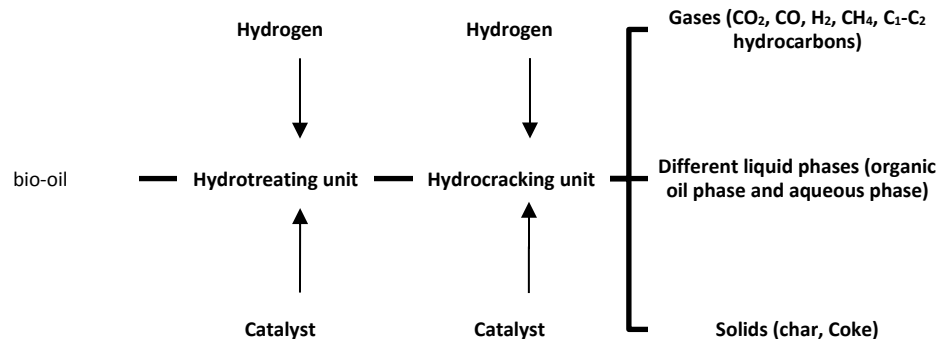 Hydrogen
Hydrogen
Gases (CO₂, CO, H₂, CH₄, C₁-C₂
hydrocarbons)
bio-oil
Hydrotreating unit
Hydrocracking unit
Different liquid phases (organic
oil phase and aqueous phase)
Catalyst
Catalyst
Solids (char, Coke)